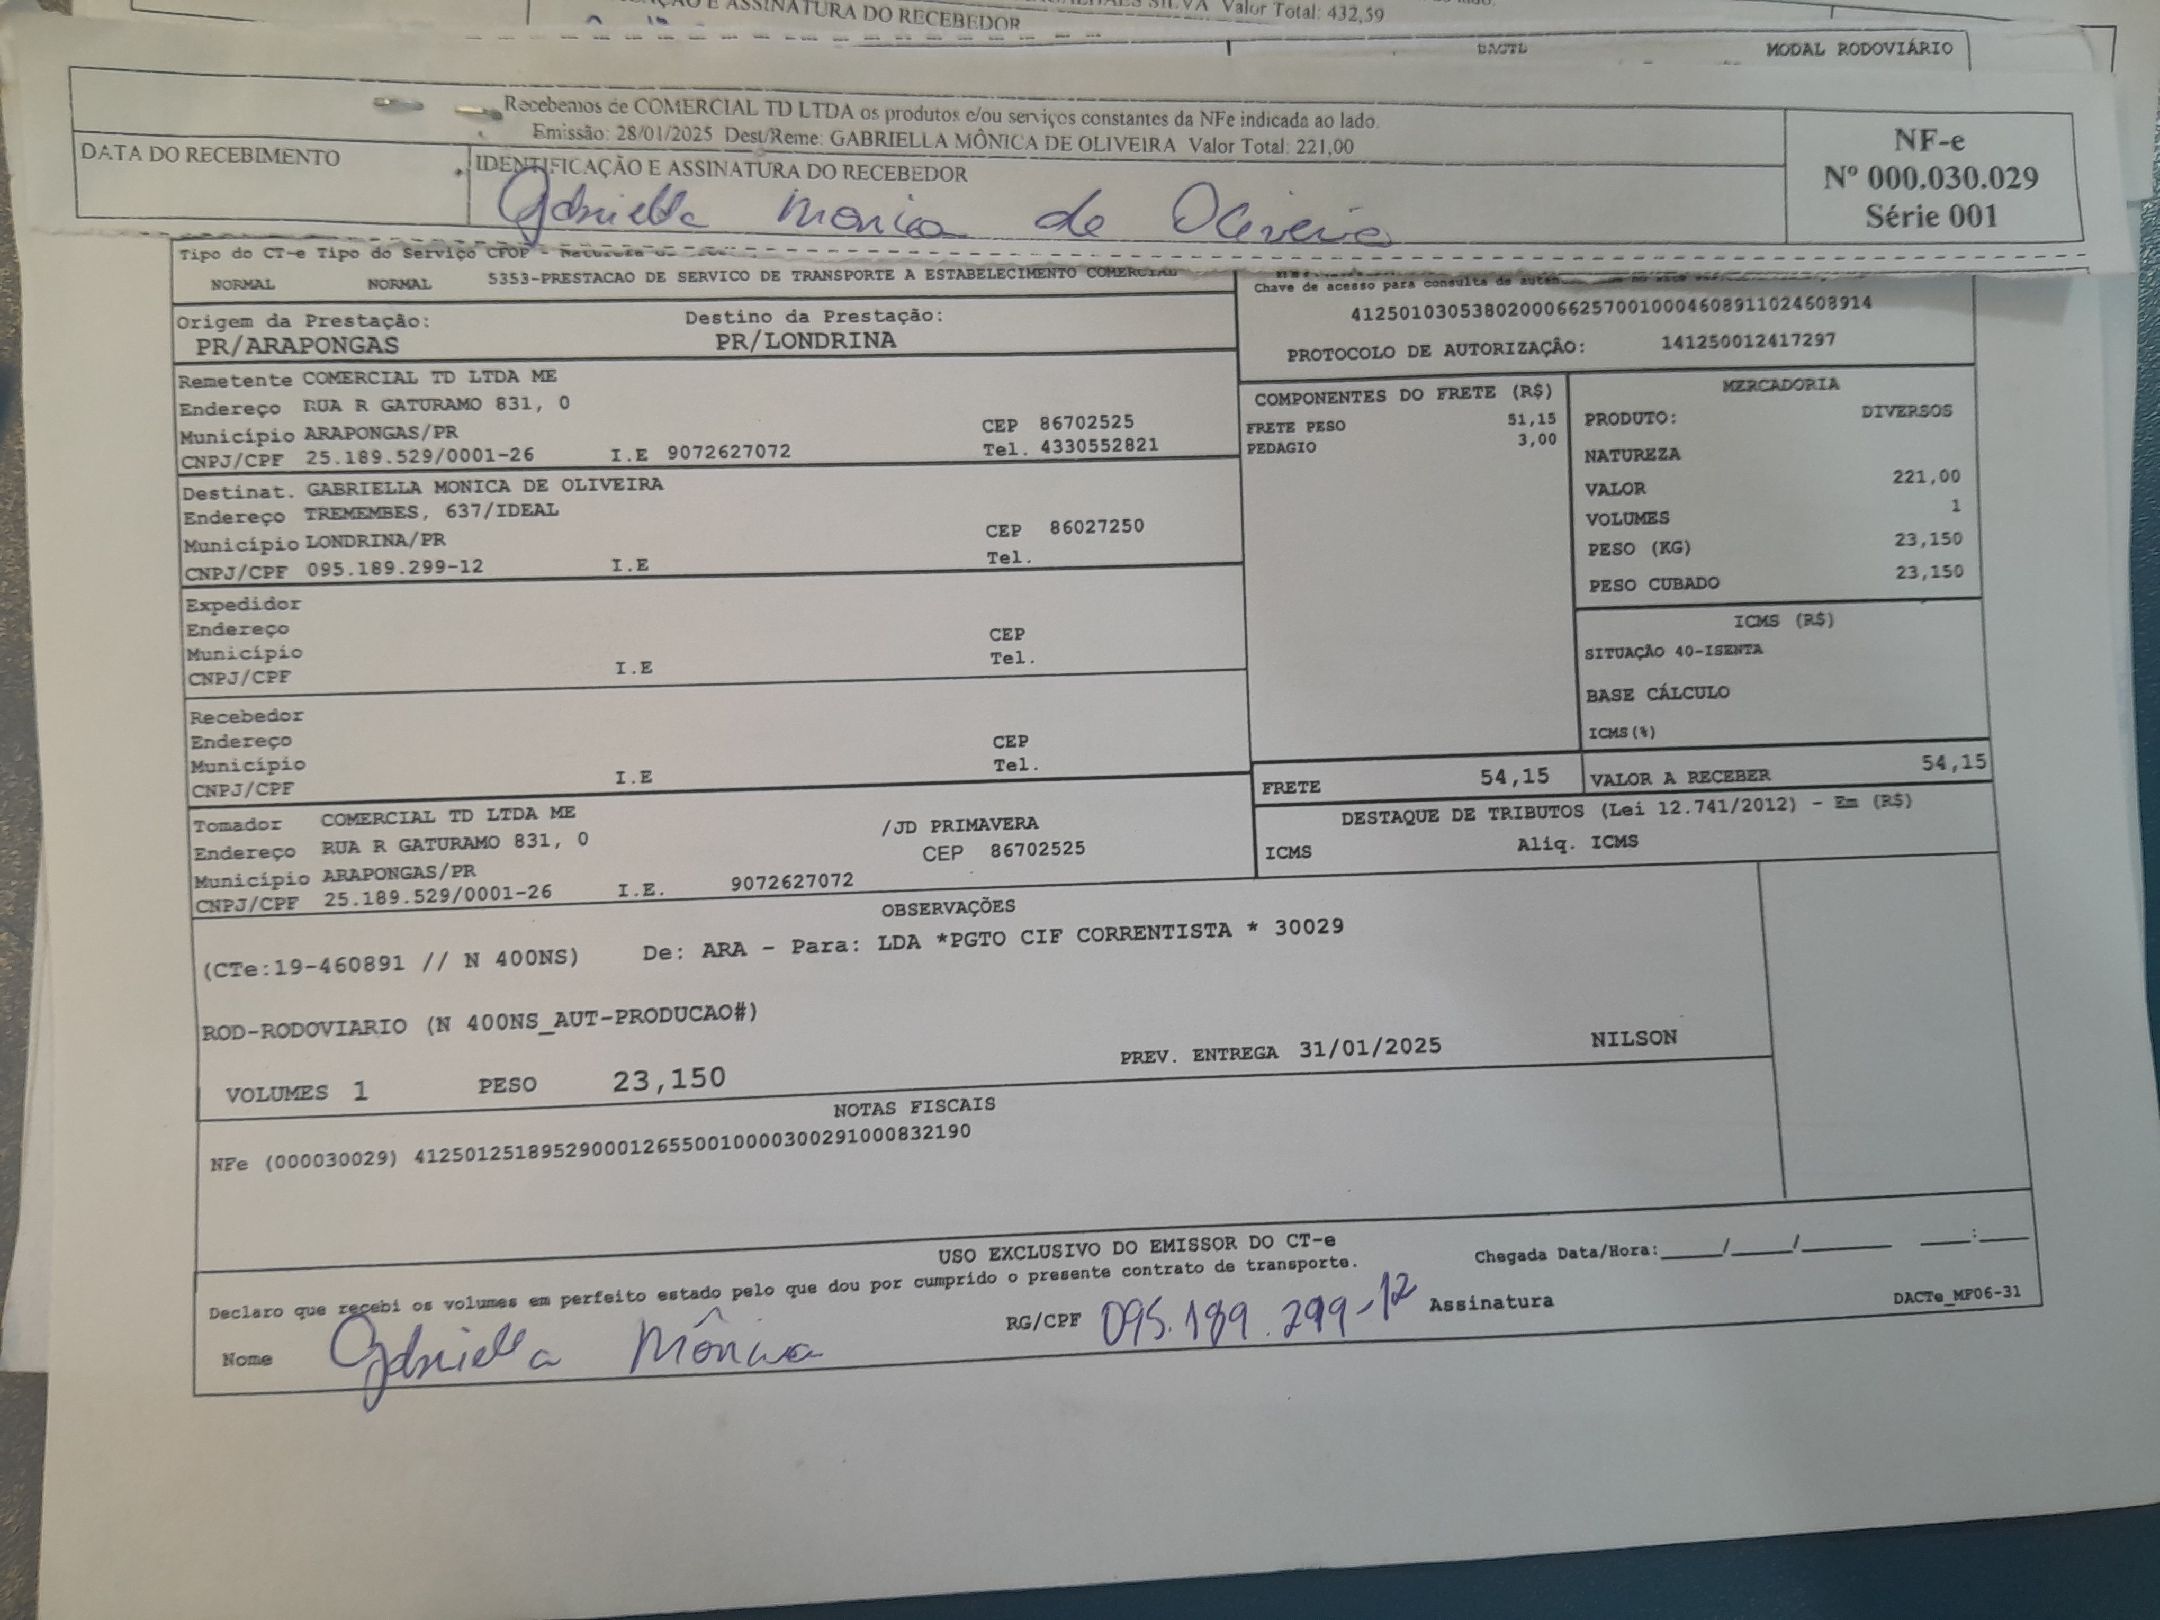 E ASSINATURA DO RECEBEDOR
SILVA Valor Total: 432,59
MODAL RODOVIÁRIO
Recebemos de COMERCIAL TD LTDA os produtos e/ou serviços constantes da NFe indicada ao lado.
Emissão: 28/01/2025 Dest/Reme: GABRIELLA MÔNICA DE OLIVEIRA Valor Total: 221,00
DATA DO RECEBIMENTO
IDENTIFICAÇÃO E ASSINATURA DO RECEBEDOR
Gabriella Monica de Oliveira
NF-e
Nº 000.030.029
Série 001
Tipo do CT-e Tipo do Serviço CFOP -
NORMAL NORMAL 5353-PRESTACAO DE SERVICO DE TRANSPORTE A ESTABELECIMENTO COMERCIAL
Chave de acesso para consulta de
41250103053802000662570010004608911024608914
PROTOCOLO DE AUTORIZAÇÃO: 141250012417297
Origem da Prestação: Destino da Prestação:
PR/ARAPONGAS PR/LONDRINA
Remetente COMERCIAL TD LTDA ME
Endereço RUA R GATURAMO 831, 0
Município ARAPONGAS/PR CEP 86702525
CNPJ/CPF 25.189.529/0001-26 I.E 9072627072 Tel. 4330552821
Destinat. GABRIELLA MONICA DE OLIVEIRA
Endereço TREMEMBES, 637/IDEAL
Município LONDRINA/PR CEP 86027250
CNPJ/CPF 095.189.299-12 I.E Tel.
Expedidor
Endereço
Município CEP
CNPJ/CPF I.E Tel.
Recebedor
Endereço
Município CEP
CNPJ/CPF I.E Tel.
Tomador COMERCIAL TD LTDA ME
Endereço RUA R GATURAMO 831, 0 /JD PRIMAVERA
Município ARAPONGAS/PR CEP 86702525
CNPJ/CPF 25.189.529/0001-26 I.E. 9072627072
COMPONENTES DO FRETE (R$)
FRETE PESO 51,15
PEDAGIO 3,00
MERCADORIA
PRODUTO: DIVERSOS
NATUREZA
VALOR 221,00
VOLUMES 1
PESO (KG) 23,150
PESO CUBADO 23,150
ICMS (R$)
SITUAÇÃO 40-ISENTA
BASE CÁLCULO
ICMS(%)
FRETE 54,15 VALOR A RECEBER 54,15
DESTAQUE DE TRIBUTOS (Lei 12.741/2012) - Em (R$)
ICMS Aliq. ICMS
OBSERVAÇÕES
(CTe:19-460891 // N 400NS) De: ARA - Para: LDA *PGTO CIF CORRENTISTA * 30029
ROD-RODOVIARIO (N 400NS_AUT-PRODUCAO#)
PREV. ENTREGA 31/01/2025 NILSON
VOLUMES 1 PESO 23,150
NOTAS FISCAIS
NFe (000030029) 41250125189529000126550010000300291000832190
USO EXCLUSIVO DO EMISSOR DO CT-e
Declaro que recebi os volumes em perfeito estado pelo que dou por cumprido o presente contrato de transporte.
Chegada Data/Hora:____/____/______ ___:___
Nome Gabriella Mônica RG/CPF 095.189.299-12 Assinatura
DACTe_MF06-31